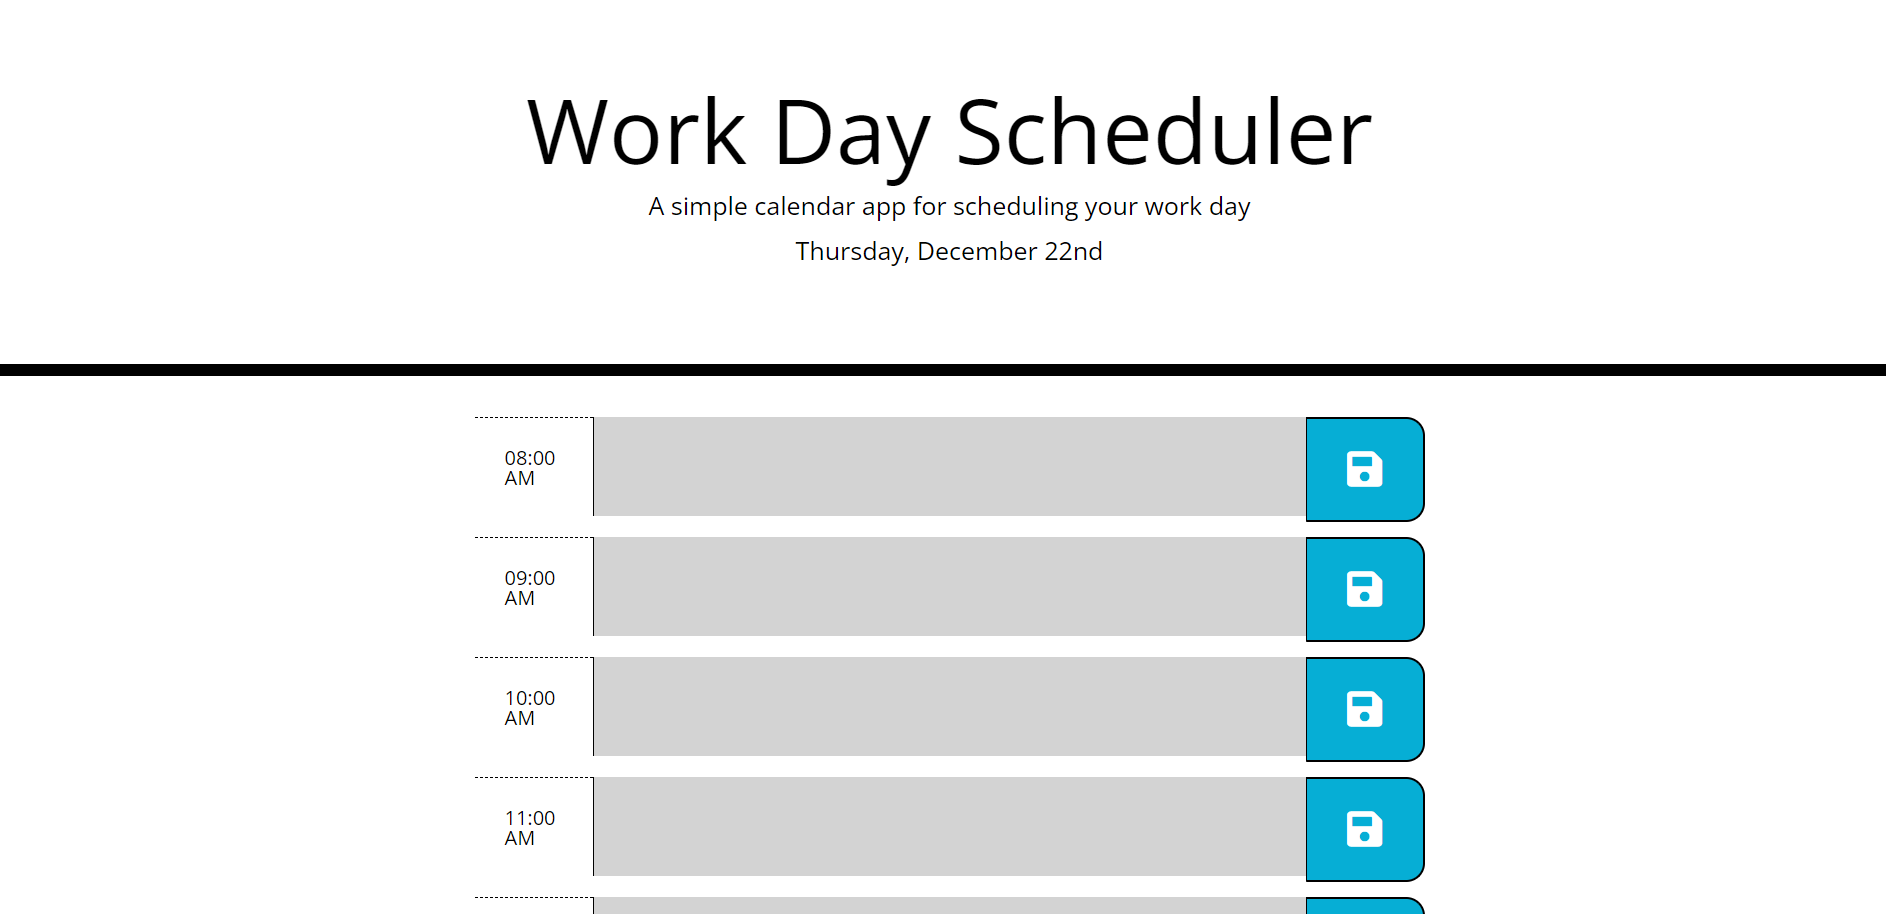 Work Day Scheduler
A simple calendar app for scheduling your work day
Thursday, December 22nd
08:00
AM
09:00
AM
10:00
AM
11:00
AM